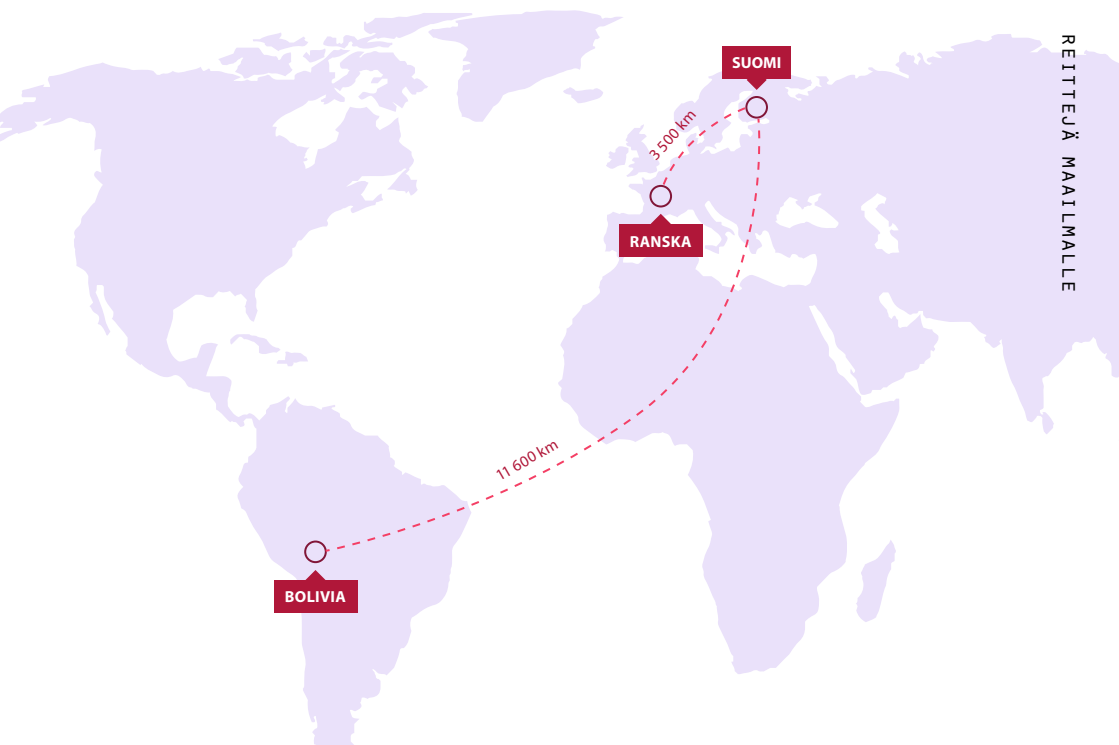 REITTEJÄ MAAILMALLE
SUOMI
3 500 km
RANSKA
11 600 km
BOLIVIA